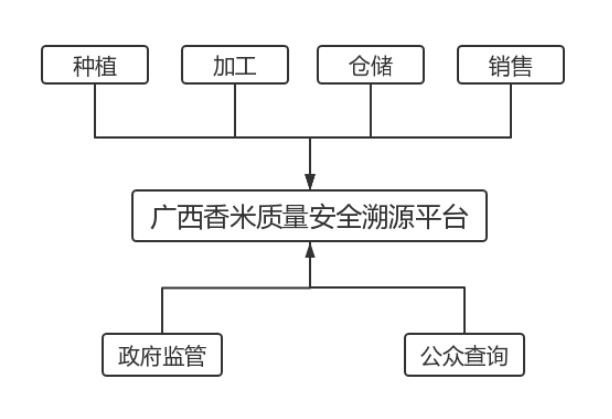 种植
加工
仓储
销售
广西香米质量安全溯源平台
政府监管
公众查询